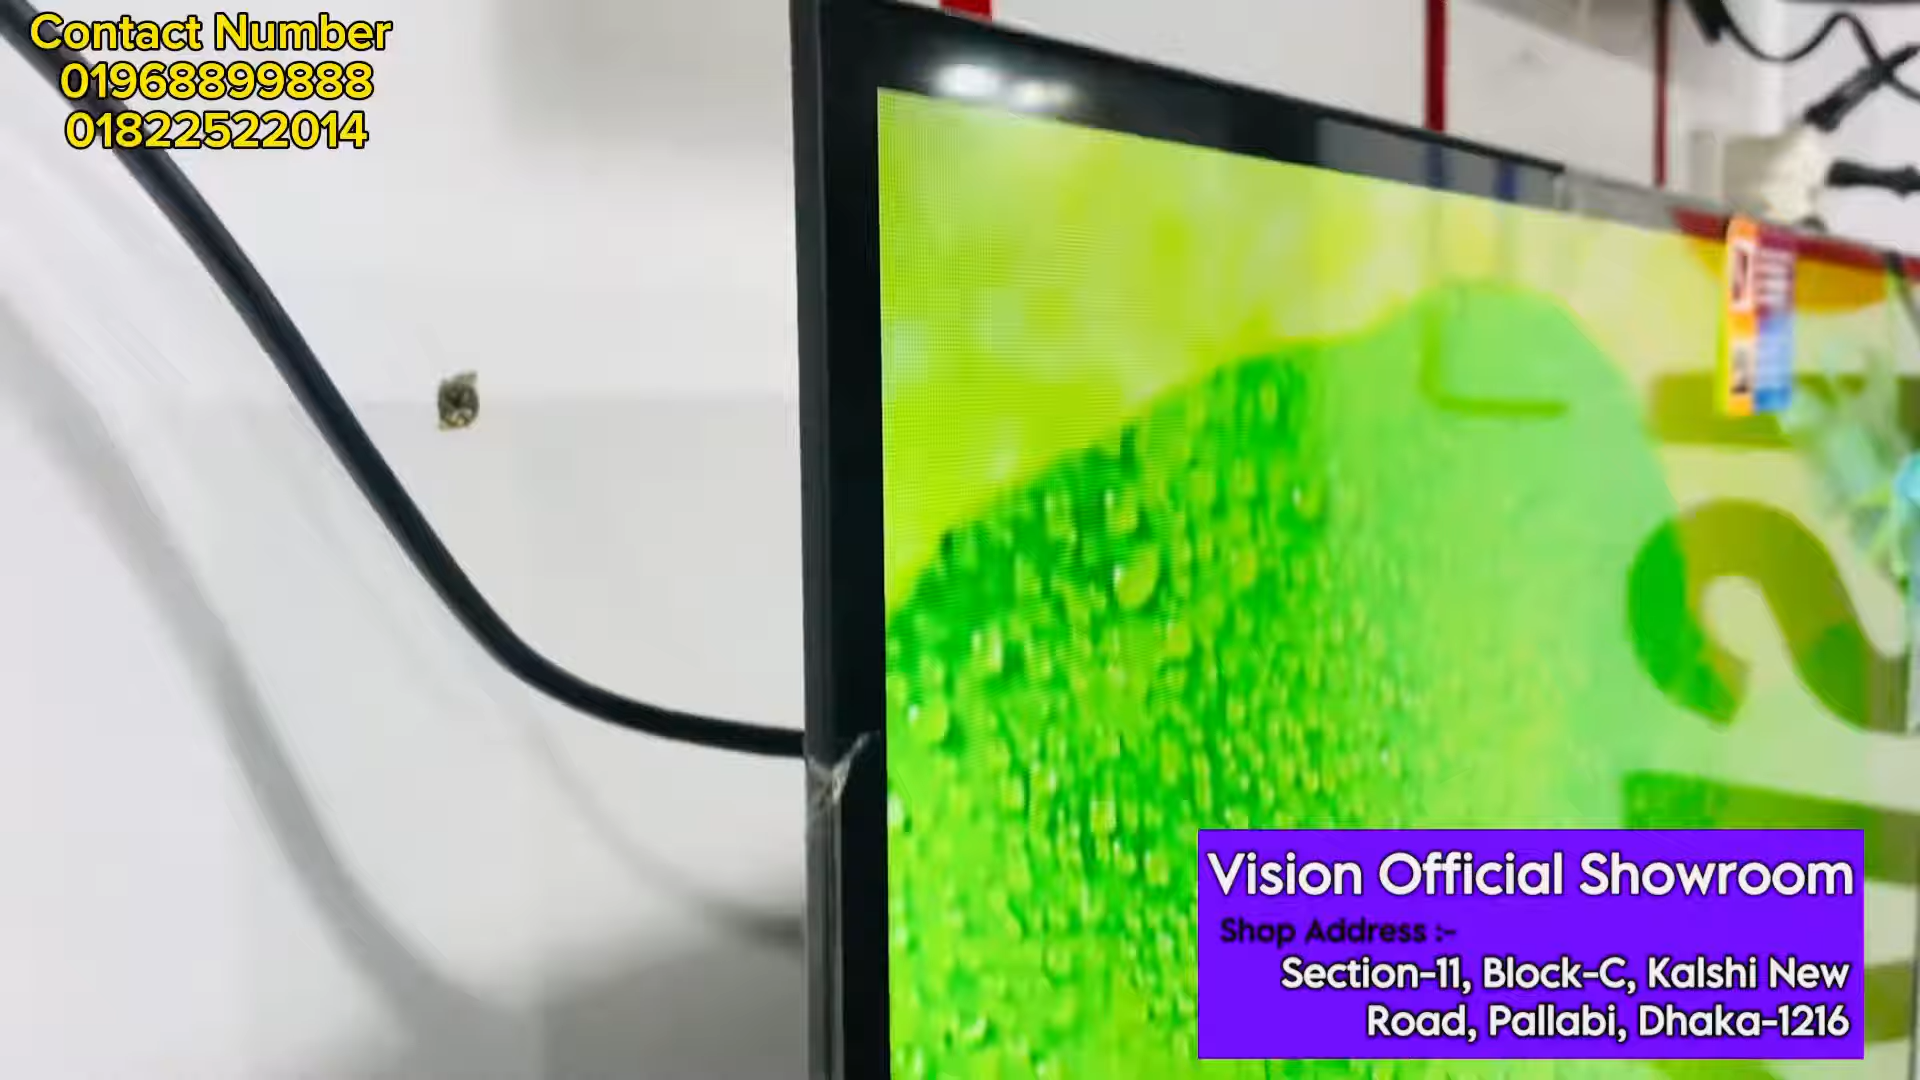 Contact Number
01968899888
01822522014
Vision Official Showroom
Shop Address :-
Section-11, Block-C, Kalshi New
Road, Pallabi, Dhaka-1216